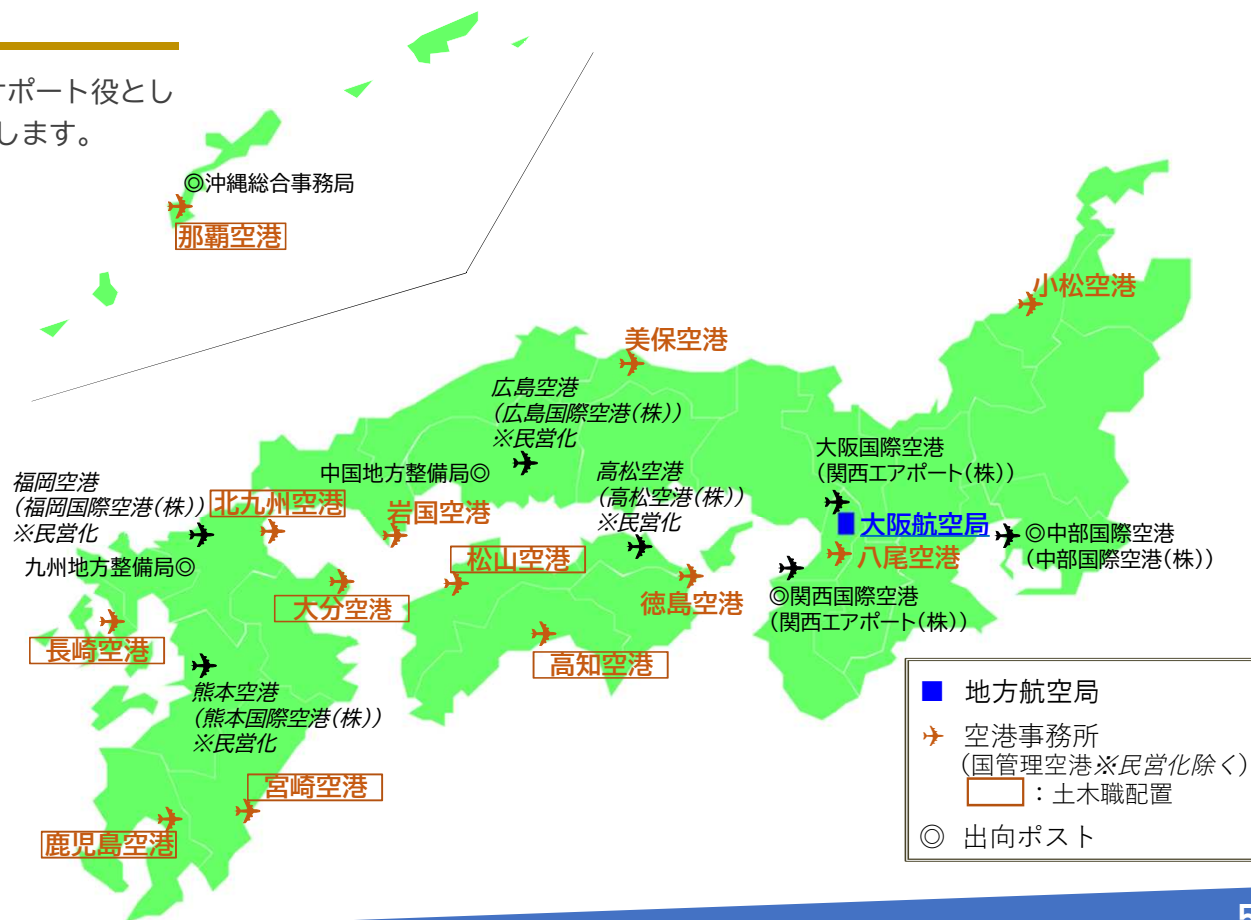 ナポート役とし
します。
◎沖縄総合事務局
那覇空港
小松空港
美保空港
広島空港
(広島国際空港(株))
※民営化
大阪国際空港
(関西エアポート(株))
中国地方整備局◎
高松空港
(高松空港(株))
※民営化
福岡空港
(福岡国際空港(株))
※民営化
北九州空港
岩国空港
大阪航空局
◎中部国際空港
(中部国際空港(株))
八尾空港
九州地方整備局◎
松山空港
大分空港
徳島空港
◎関西国際空港
(関西エアポート(株))
長崎空港
高知空港
熊本空港
(熊本国際空港(株))
※民営化
宮崎空港
鹿児島空港
地方航空局
空港事務所
(国管理空港※民営化除く)
：土木職配置
◎ 出向ポスト